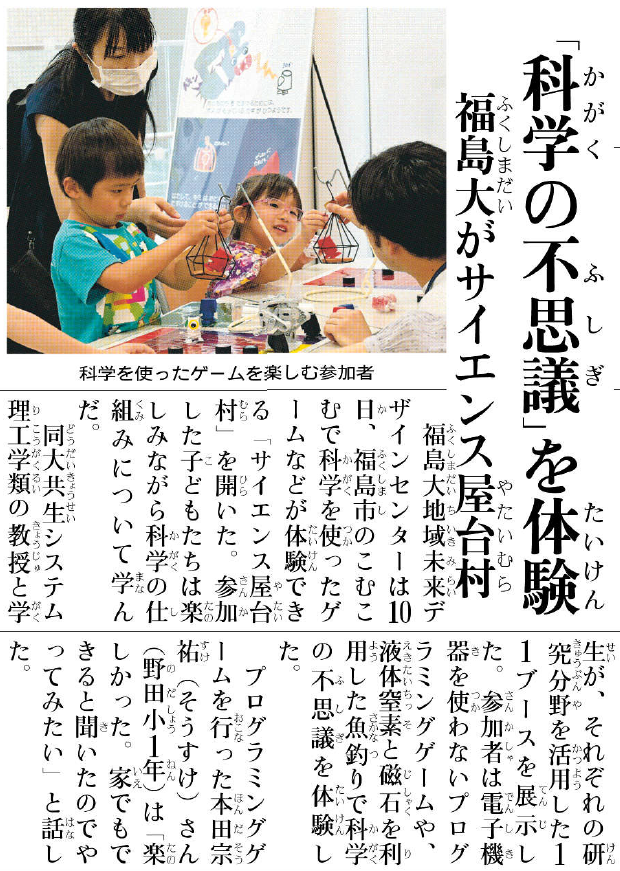 「科学の不思議」を体験
福島大がサイエンス屋台村
科学を使ったゲームを楽しむ参加者
福島大地域未来デ
ザインセンターは10
日、福島市のこむこ
むで科学を使ったゲ
ームなどが体験でき
る「サイエンス屋台
村」を開いた。参加
した子どもたちは楽
しみながら科学の仕
組みについて学ん
だ。
同大共生システム
理工学類の教授と学
生が、それぞれの研
究分野を活用した1
1ブースを展示し
た。参加者は電子機
器を使わないプログ
ラミングゲームや、
液体窒素と磁石を利
用した魚釣りで科学
の不思議を体験し
た。
プログラミングゲ
ームを行った本田宗
祐(そうすけ)さん
(野田小1年)は「楽
しかった。家でもで
きると聞いたのでや
ってみたい」と話し
た。